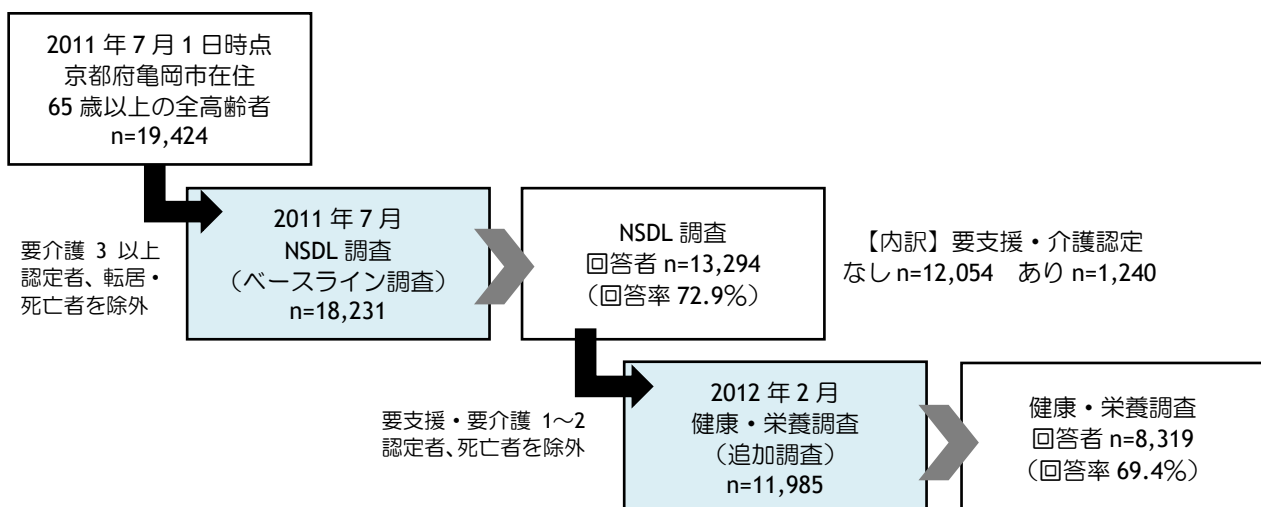 2011 年 7 月 1 日時点
京都府亀岡市在住
65 歳以上の全高齢者
n=19,424
要介護 3 以上
認定者、転居・
死亡者を除外
2011 年 7 月
NSDL 調査
（ベースライン調査）
n=18,231
NSDL 調査
回答者 n=13,294
（回答率 72.9％）
【内訳】要支援・介護認定
なし n=12,054　あり n=1,240
要支援・要介護 1～2
認定者、死亡者を除外
2012 年 2 月
健康・栄養調査
（追加調査）
n=11,985
健康・栄養調査
回答者 n=8,319
（回答率 69.4％）